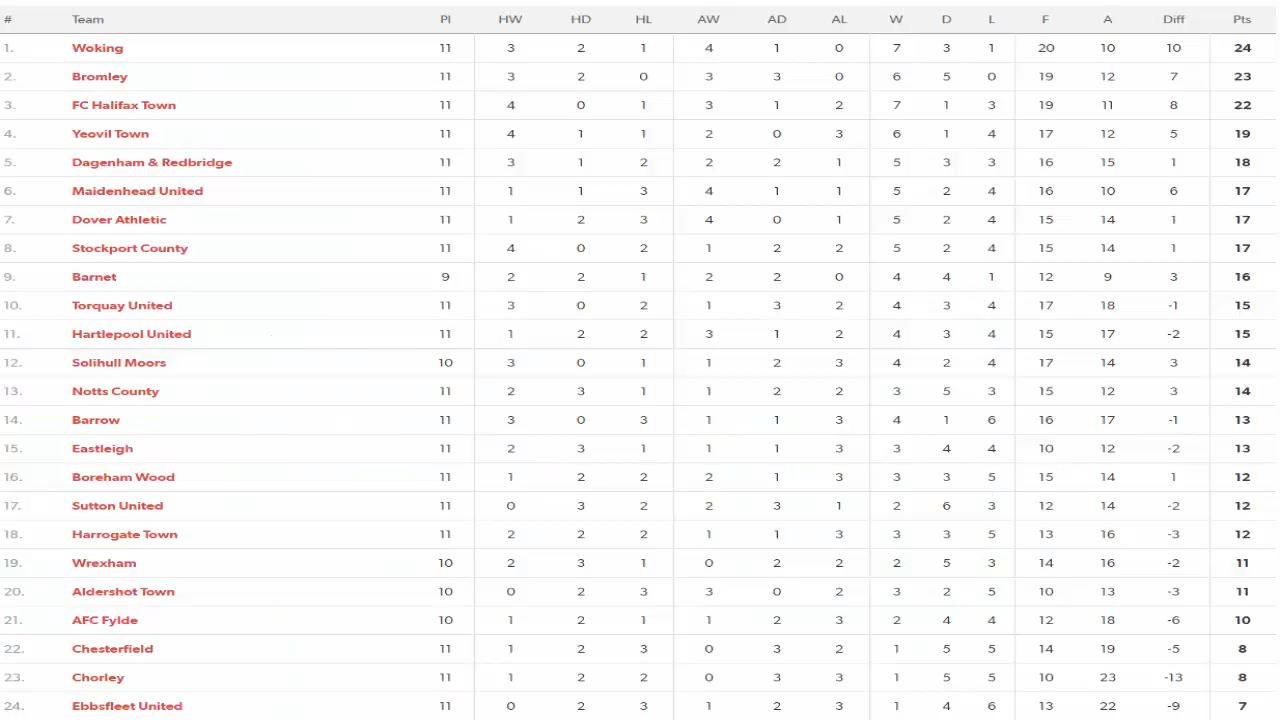 # Team Pl HW HD HL AW AD AL W D L F A Diff Pts
1. Woking 11 3 2 1 4 1 0 7 3 1 20 10 10 24
2. Bromley 11 3 2 0 3 3 0 6 5 0 19 12 7 23
3. FC Halifax Town 11 4 0 1 3 1 2 7 1 3 19 11 8 22
4. Yeovil Town 11 4 1 1 2 0 3 6 1 4 17 12 5 19
5. Dagenham & Redbridge 11 3 1 2 2 2 1 5 3 3 16 15 1 18
6. Maidenhead United 11 1 1 3 4 1 1 5 2 4 16 10 6 17
7. Dover Athletic 11 1 2 3 4 0 1 5 2 4 15 14 1 17
8. Stockport County 11 4 0 2 1 2 2 5 2 4 15 14 1 17
9. Barnet 9 2 2 1 2 2 0 4 4 1 12 9 3 16
10. Torquay United 11 3 0 2 1 3 2 4 3 4 17 18 -1 15
11. Hartlepool United 11 1 2 2 3 1 2 4 3 4 15 17 -2 15
12. Solihull Moors 10 3 0 1 1 2 3 4 2 4 17 14 3 14
13. Notts County 11 2 3 1 1 2 2 3 5 3 15 12 3 14
14. Barrow 11 3 0 3 1 1 3 4 1 6 16 17 -1 13
15. Eastleigh 11 2 3 1 1 1 3 3 4 4 10 12 -2 13
16. Boreham Wood 11 1 2 2 2 1 3 3 3 5 15 14 1 12
17. Sutton United 11 0 3 2 2 3 1 2 6 3 12 14 -2 12
18. Harrogate Town 11 2 2 2 1 1 3 3 3 5 13 16 -3 12
19. Wrexham 10 2 3 1 0 2 2 2 5 3 14 16 -2 11
20. Aldershot Town 10 0 2 3 3 0 2 3 2 5 10 13 -3 11
21. AFC Fylde 10 1 2 1 1 2 3 2 4 4 12 18 -6 10
22. Chesterfield 11 1 2 3 0 3 2 1 5 5 14 19 -5 8
23. Chorley 11 1 2 2 0 3 3 1 5 5 10 23 -13 8
24. Ebbsfleet United 11 0 2 3 1 2 3 1 4 6 13 22 -9 7